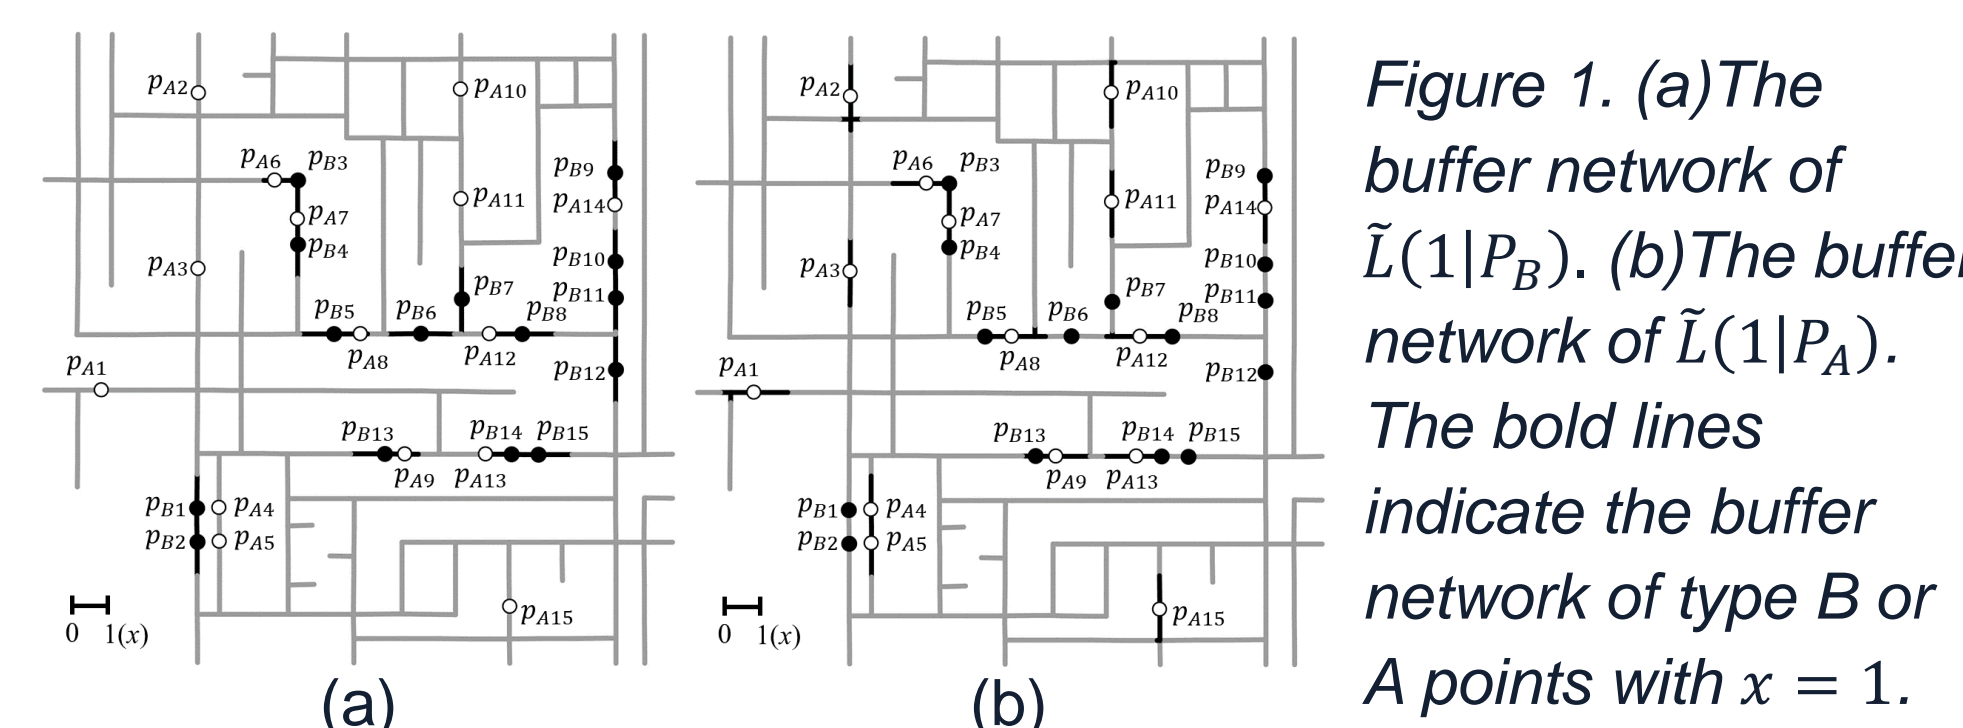 p_A2
p_A10
p_A6 p_B3
p_B9
p_A7
p_A11
p_A14
p_B4
p_A3
p_B10
p_B7
p_B11
p_B5 p_B6 p_B8
p_A8 p_A12
p_A1
p_B12
p_B13 p_B14 p_B15
p_A9 p_A13
p_B1 p_A4
p_B2 p_A5
p_A15
0 1(x)
(a)
p_A2
p_A10
p_A6 p_B3
p_B9
p_A7
p_A11
p_A14
p_B4
p_A3
p_B10
p_B7
p_B11
p_B5 p_B6 p_B8
p_A8 p_A12
p_A1
p_B12
p_B13 p_B14 p_B15
p_A9 p_A13
p_B1 p_A4
p_B2 p_A5
p_A15
0 1(x)
(b)
Figure 1. (a)The
buffer network of
L̃(1|P_B). (b)The buffer
network of L̃(1|P_A).
The bold lines
indicate the buffer
network of type B or
A points with x = 1.